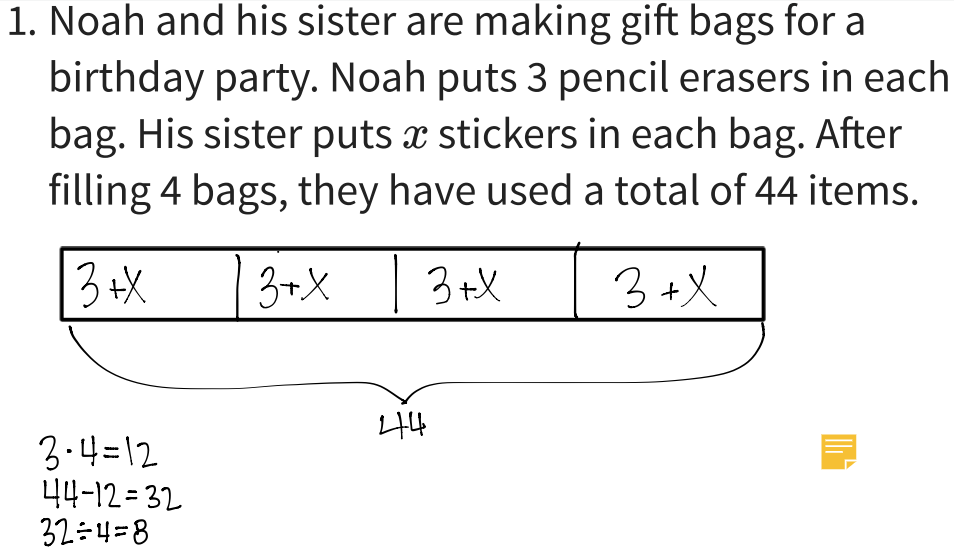 1. Noah and his sister are making gift bags for a
birthday party. Noah puts 3 pencil erasers in each
bag. His sister puts x stickers in each bag. After
filling 4 bags, they have used a total of 44 items.
3+X 3+X 3+X 3+X
44
3·4=12
44-12=32
32÷4=8